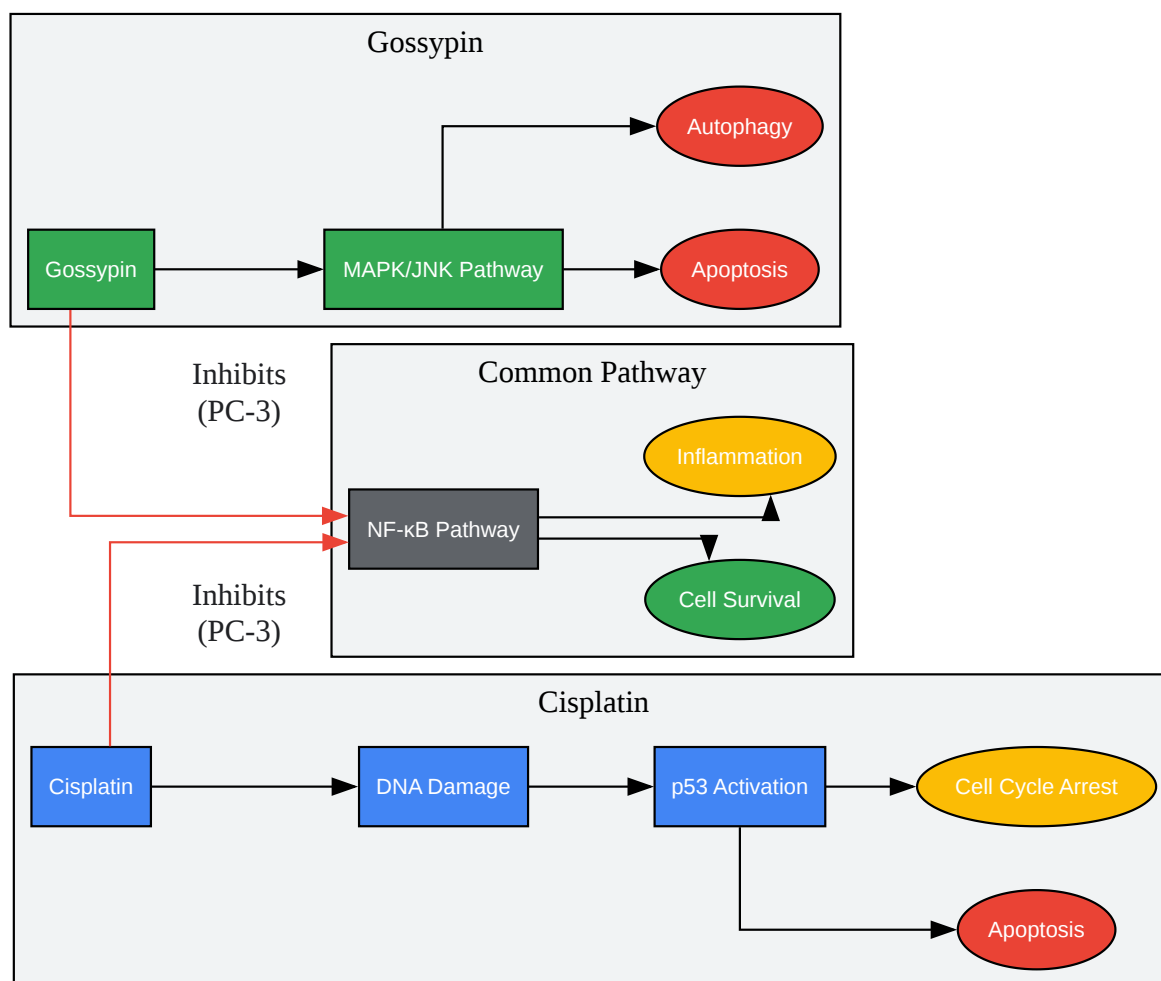 Gossypin
Autophagy
Gossypin
MAPK/JNK Pathway
Apoptosis
Inhibits
(PC-3)
Common Pathway
Inflammation
NF-κB Pathway
Cell Survival
Inhibits
(PC-3)
Cisplatin
Cisplatin
DNA Damage
p53 Activation
Cell Cycle Arrest
Apoptosis